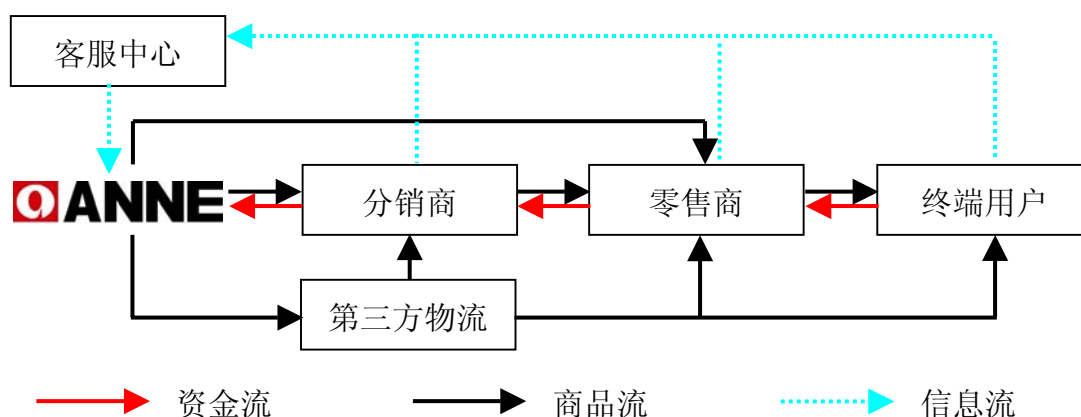 客服中心
ANNE
分销商
零售商
终端用户
第三方物流
资金流
商品流
信息流